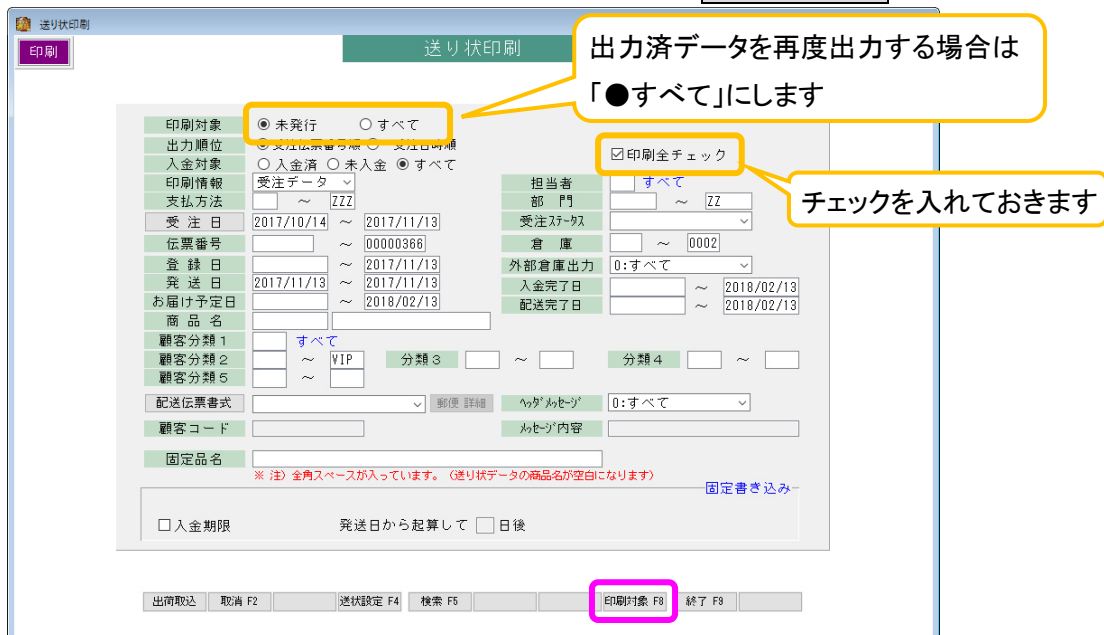 送り状印刷
印刷
送り状印刷
出力済データを再度出力する場合は
「●すべて」にします
印刷対象 ◉未発行 ○すべて
出力順位 ◉受注伝票番号順 ○受注日時順
入金対象 ○入金済 ○未入金 ◉すべて
☑印刷全チェック
チェックを入れておきます
印刷情報 受注データ 担当者 すべて
支払方法 ～ ZZZ 部 門 ～ ZZ
受 注 日 2017/10/14 ～ 2017/11/13 受注ｽﾃｰﾀｽ
伝票番号 ～ 00000366 倉 庫 ～ 0002
登 録 日 ～ 2017/11/13 外部倉庫出力 0:すべて
発 送 日 2017/11/13 ～ 2017/11/13 入金完了日 ～ 2018/02/13
お届け予定日 ～ 2018/02/13 配送完了日 ～ 2018/02/13
商 品 名
顧客分類１ すべて
顧客分類２ ～ VIP 分類３ ～ 分類４ ～
顧客分類５ ～
配送伝票書式 郵便 詳細 ﾍｯﾀﾞﾒｯｾｰｼﾞ 0:すべて
顧客コード ﾒｯｾｰｼﾞ内容
固定品名
※ 注）全角スペースが入っています。（送り状データの商品名が空白になります）
固定書き込み
□入金期限 発送日から起算して 日後
出荷取込 取消 F2 送状設定 F4 検索 F5 印刷対象 F8 終了 F9